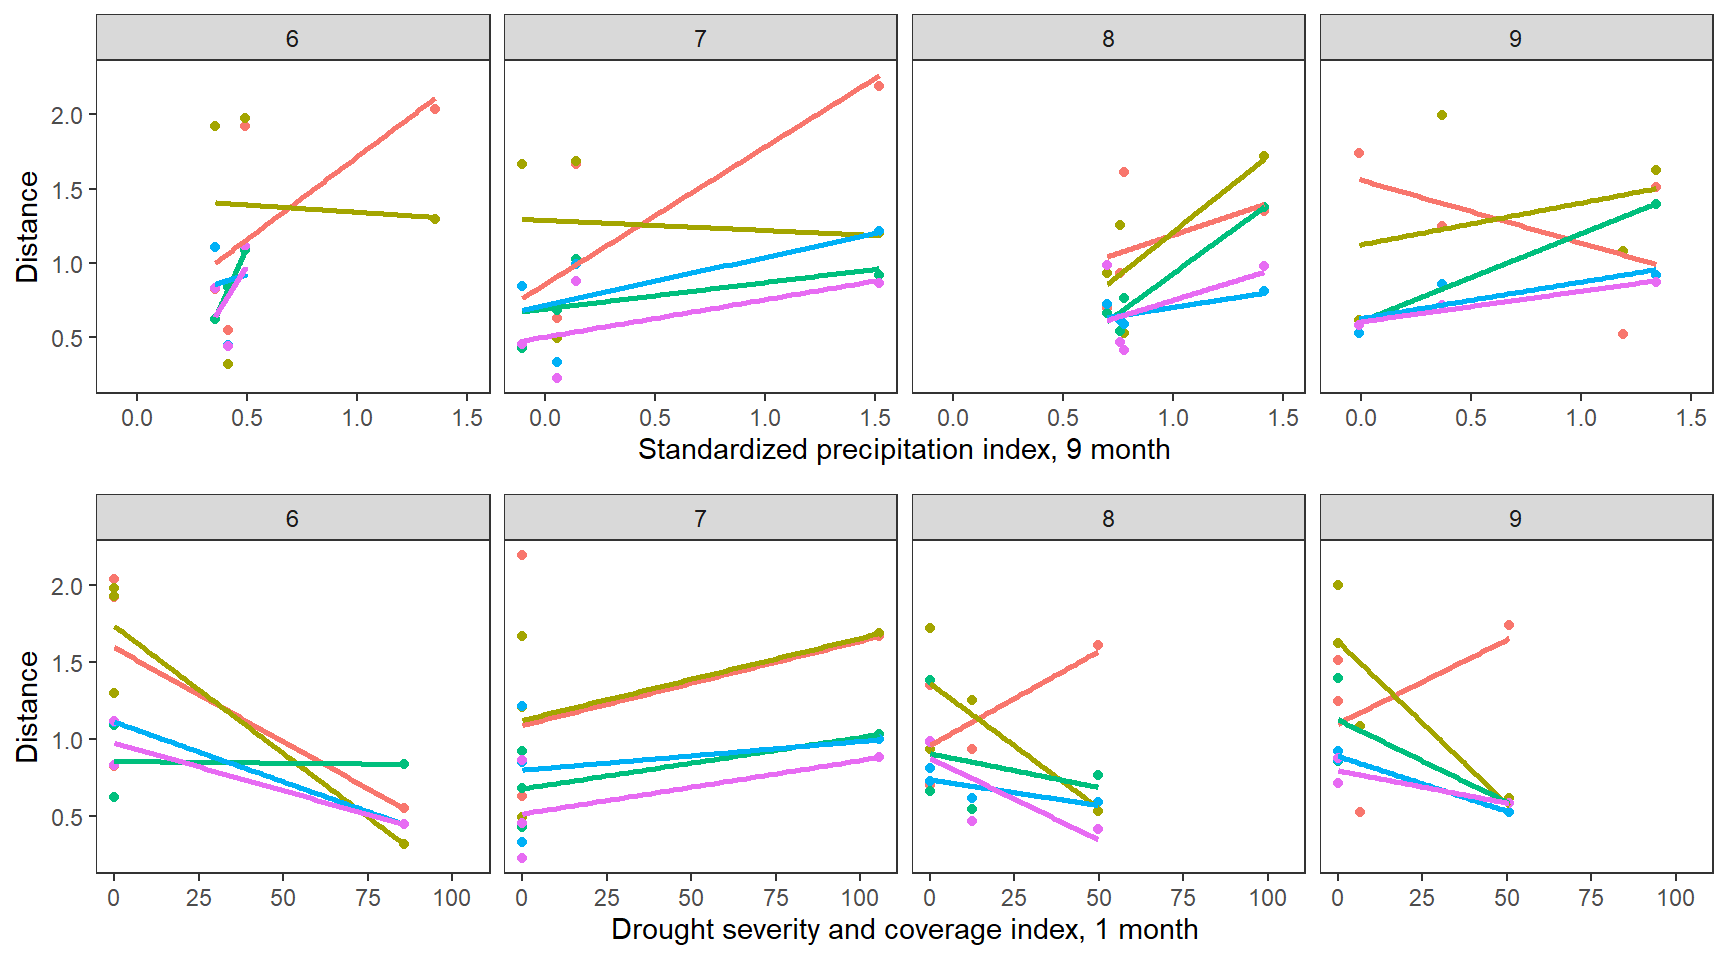 6 7 8 9
Distance
2.0
1.5
1.0
0.5
0.0 0.5 1.0 1.5 0.0 0.5 1.0 1.5 0.0 0.5 1.0 1.5 0.0 0.5 1.0 1.5
Standardized precipitation index, 9 month
6 7 8 9
Distance
2.0
1.5
1.0
0.5
0 25 50 75 100 0 25 50 75 100 0 25 50 75 100 0 25 50 75 100
Drought severity and coverage index, 1 month